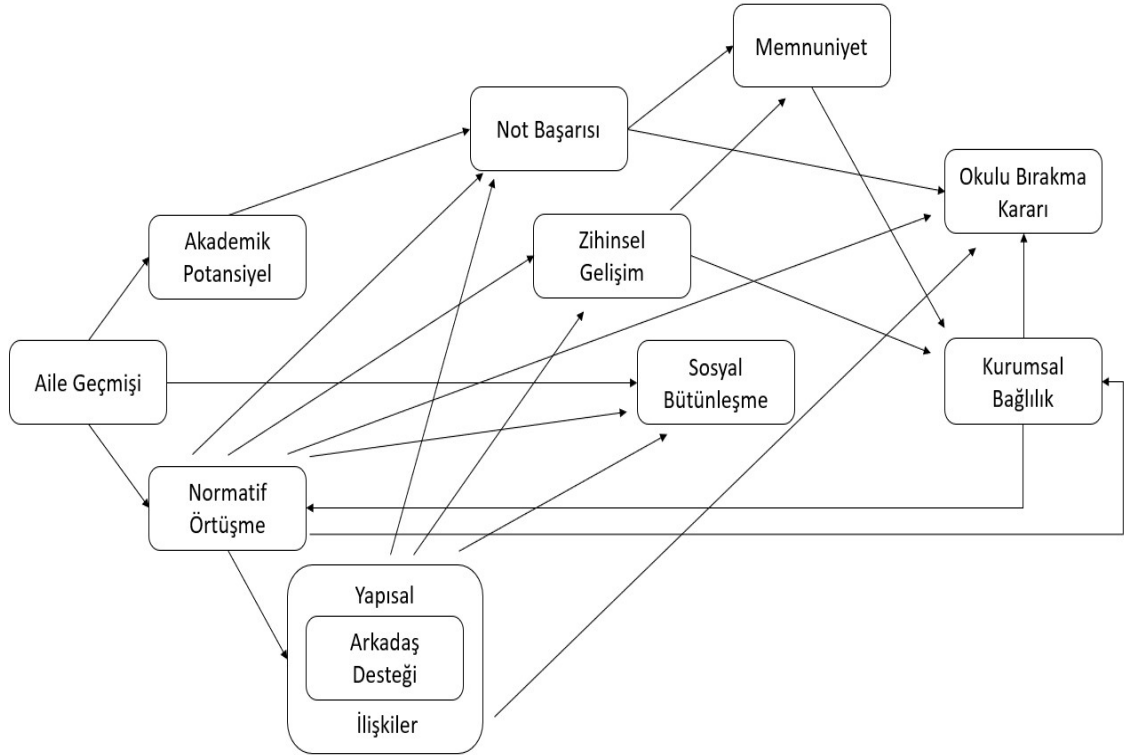 Memnuniyet
Not Başarısı
Okulu Bırakma
Kararı
Akademik
Potansiyel
Zihinsel
Gelişim
Aile Geçmişi
Sosyal
Bütünleşme
Kurumsal
Bağlılık
Normatif
Örtüşme
Yapısal
Arkadaş
Desteği
İlişkiler